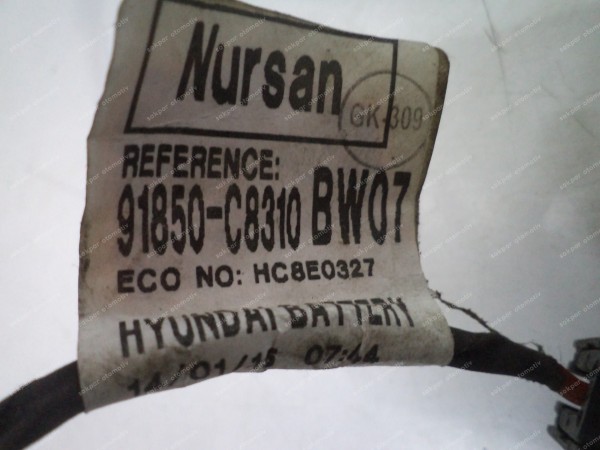 Nursan
GK-309
REFERENCE:
91850-C8310 BW07
ECO NO: HC8E0327
HYUNDAI BATTERY
14/01/15 07:44